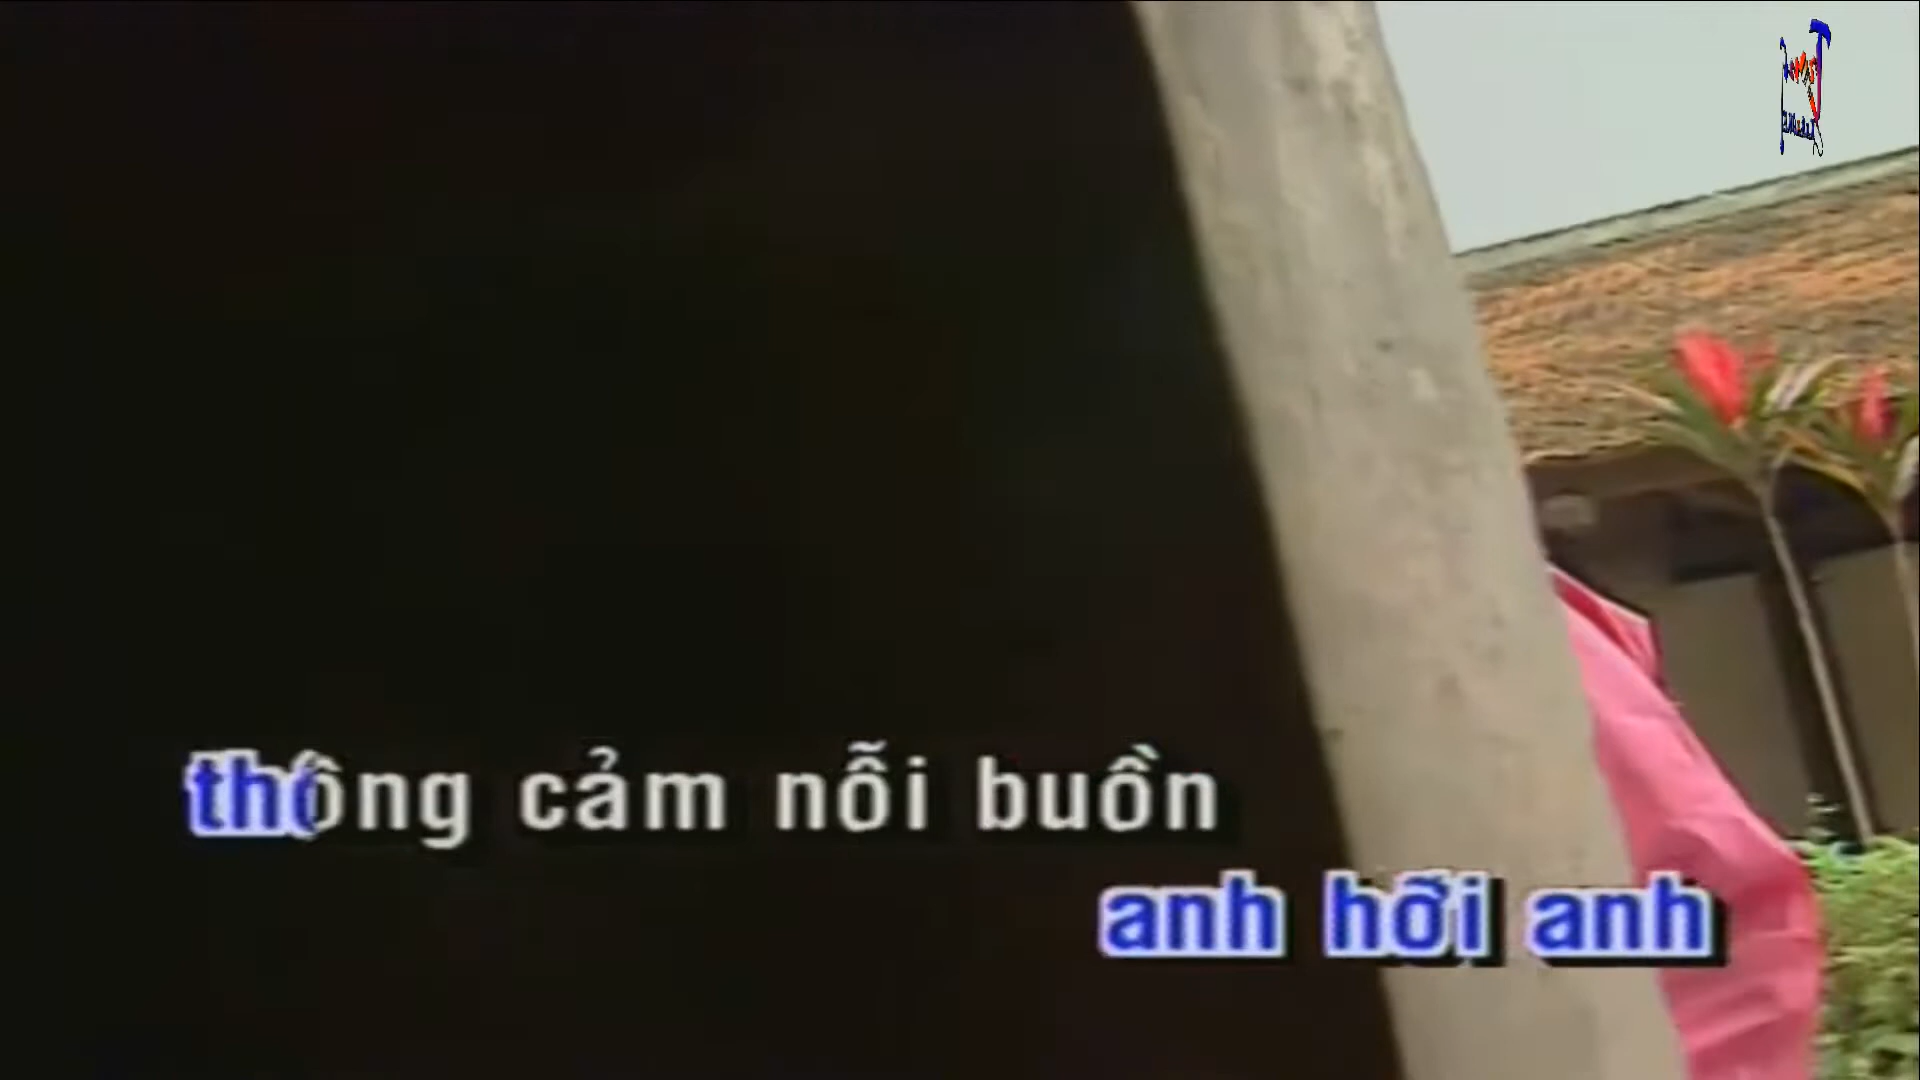 thông cảm nỗi buồn
anh hỡi anh